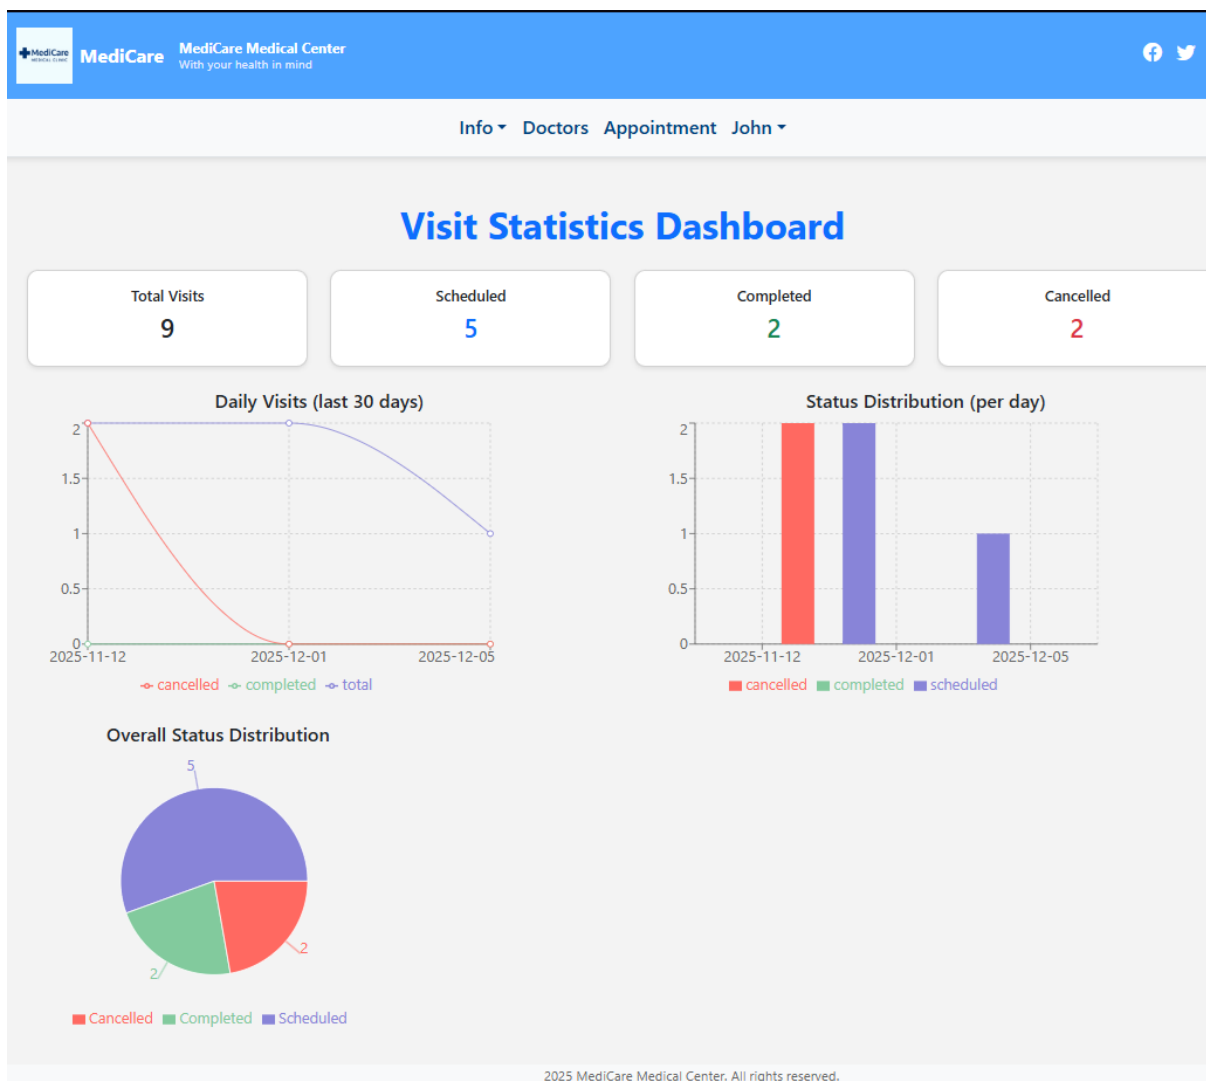 MediCare
MEDICAL CLINIC
MediCare
MediCare Medical Center
With your health in mind
Info Doctors Appointment John
Visit Statistics Dashboard
Total Visits
9
Scheduled
5
Completed
2
Cancelled
2
Daily Visits (last 30 days)
2
1.5
1
0.5
0
2025-11-12 2025-12-01 2025-12-05
cancelled completed total
Status Distribution (per day)
2
1.5
1
0.5
0
2025-11-12 2025-12-01 2025-12-05
cancelled completed scheduled
Overall Status Distribution
5
2
2
Cancelled Completed Scheduled
2025 MediCare Medical Center. All rights reserved.